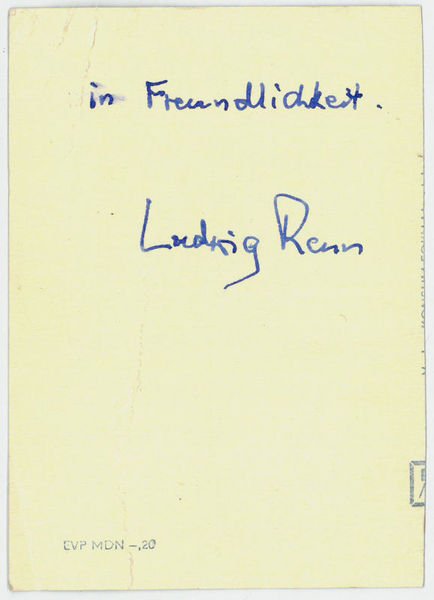 in Freundlichkeit.
Ludwig Renn
EVP MDN –,20